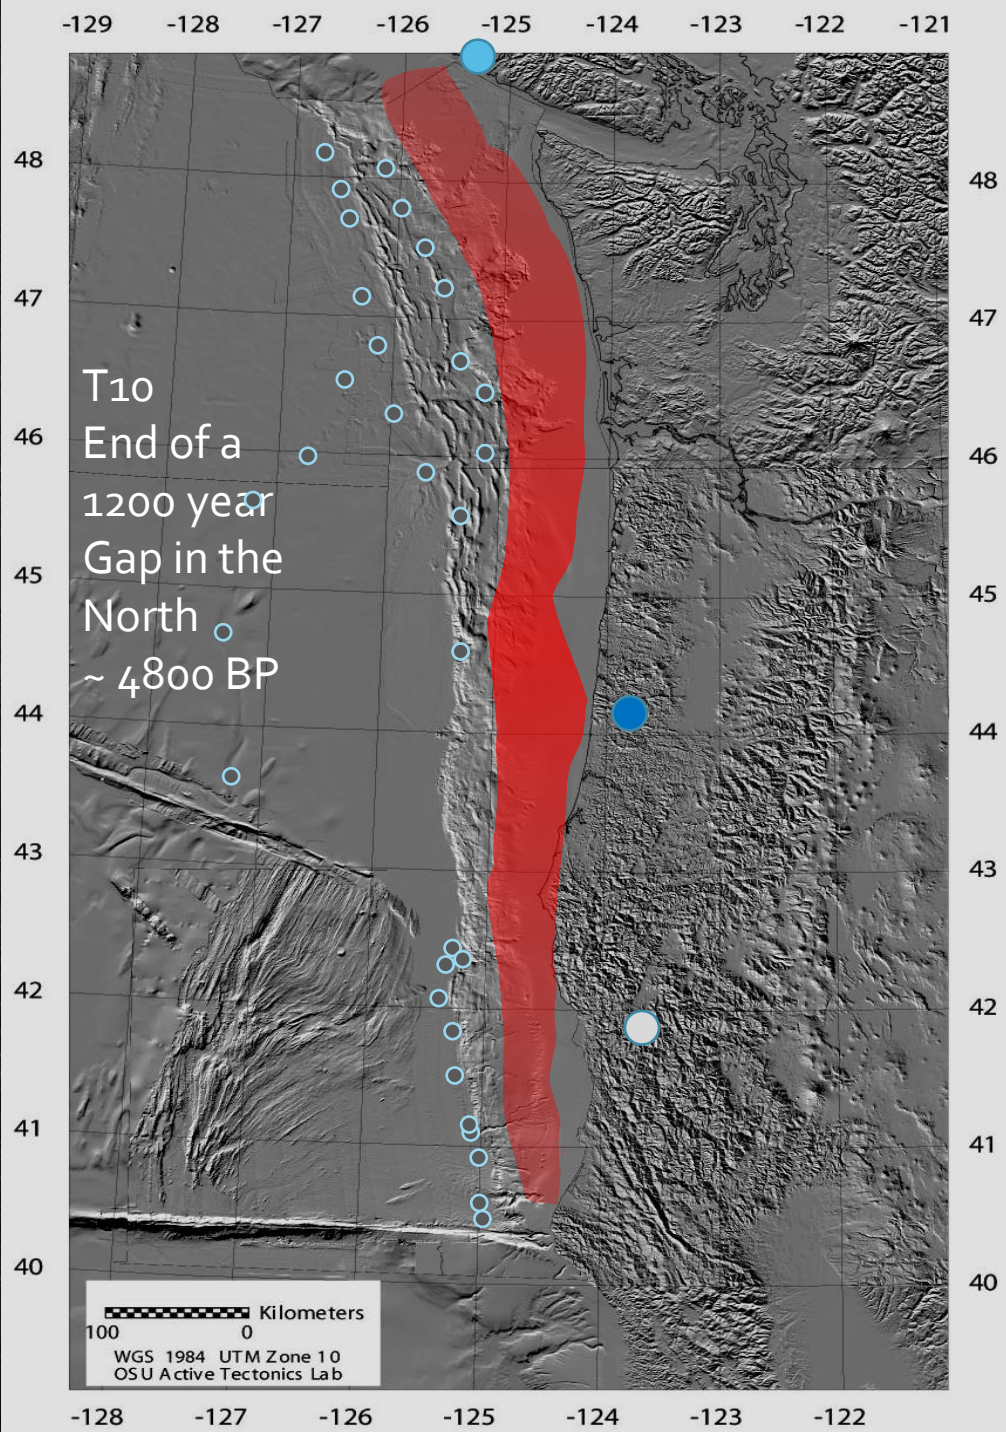 -129 -128 -127 -126 -125 -124 -123 -122 -121
48
48
47
47
T10
46
End of a
46
1200 year
Gap in the
45
45
North
~ 4800 BP
44
44
43
43
42
42
41
41
40
40
Kilometers
100 0
WGS 1984 UTM Zone 10
OSU Active Tectonics Lab
-128 -127 -126 -125 -124 -123 -122